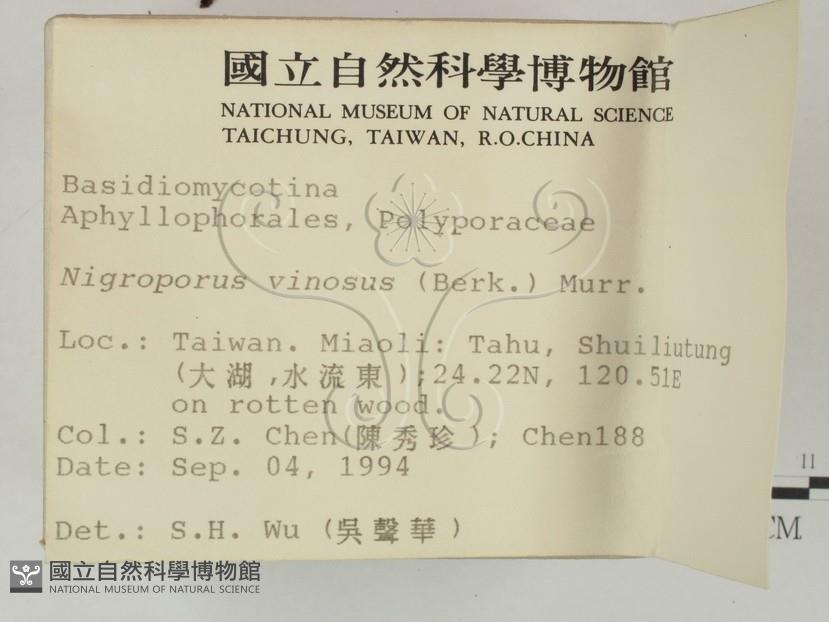 國立自然科學博物館
NATIONAL MUSEUM OF NATURAL SCIENCE
TAICHUNG, TAIWAN, R.O.CHINA
Basidiomycotina
Aphyllophorales, Polyporaceae
Nigroporus vinosus (Berk.) Murr.
Loc.: Taiwan. Miaoli: Tahu, Shuiliutung
(大湖,水流東);24.22N, 120.51E
on rotten wood.
Col.: S.Z. Chen(陳秀珍); Chen188
Date: Sep. 04, 1994
Det.: S.H. Wu (吳聲華)
11
CM
國立自然科學博物館
NATIONAL MUSEUM OF NATURAL SCIENCE